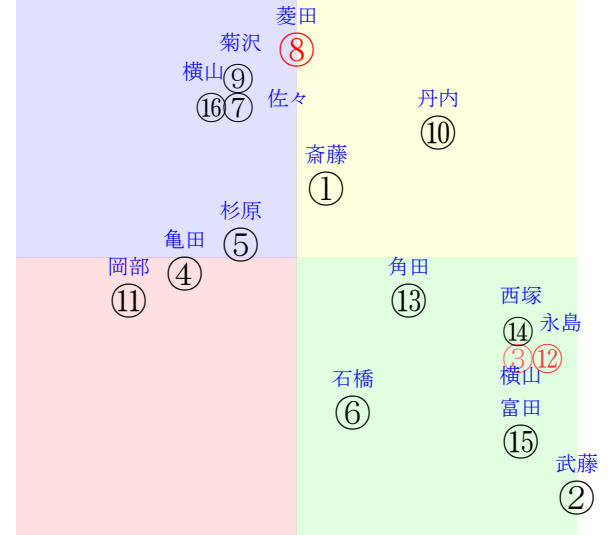 菱田
⑧
菊沢
⑨
横山
⑯⑦
佐々
丹内
⑩
斎藤
①
杉原
⑤
亀田
④
岡部
⑪
角田
⑬
西塚
⑭
永島
③⑫
横山
石橋
⑥
富田
⑮
武藤
②